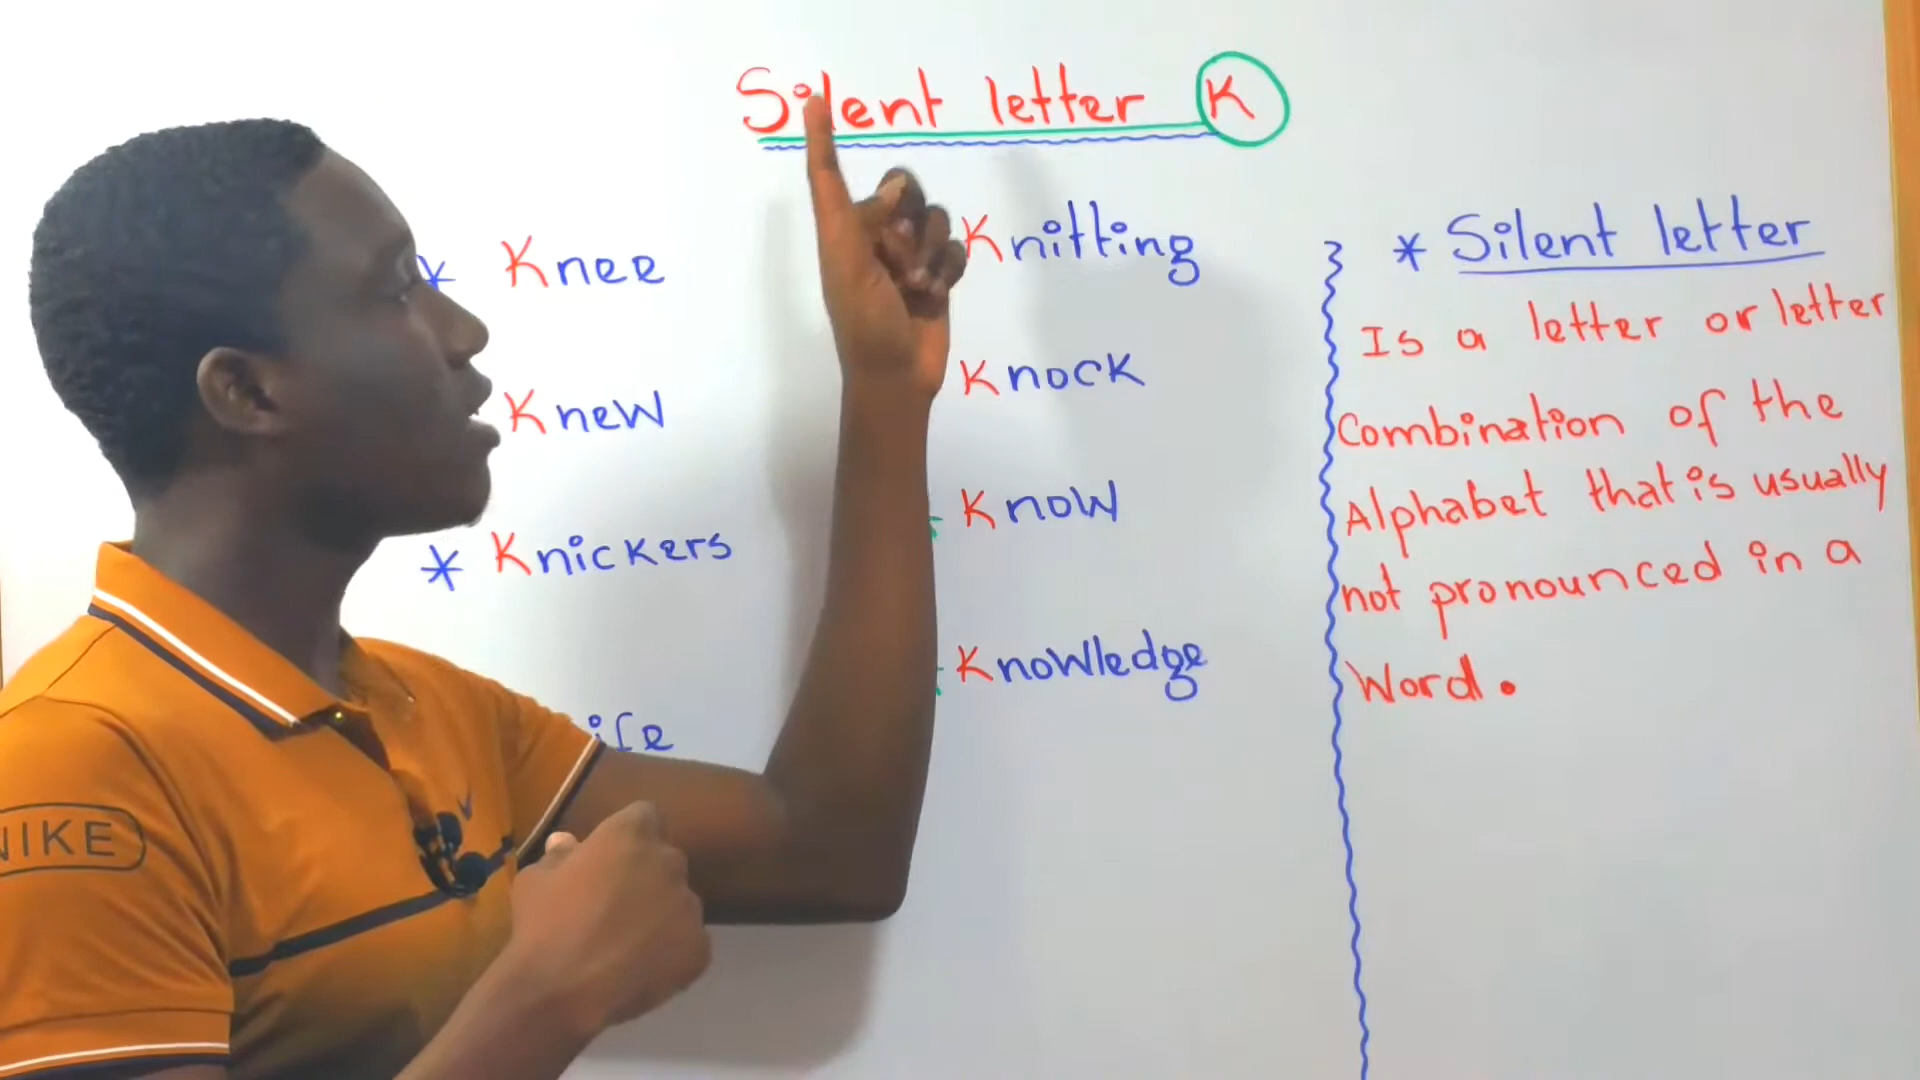 Silent letter K
* Knee
Knew
* Knickers
ife
Knitting
Knock
Know
Knowledge
* Silent letter
Is a letter or letter
Combination of the
Alphabet that is usually
not pronounced in a
Word.
NIKE